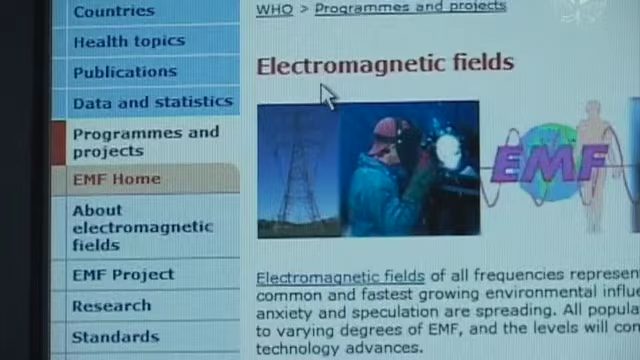 Countries
Health topics
Publications
Data and statistics
Programmes and
projects
EMF Home
About
electromagnetic
fields
EMF Project
Research
Standards
WHO > Programmes and projects
Electromagnetic fields
EMF
Electromagnetic fields of all frequencies represen
common and fastest growing environmental influe
anxiety and speculation are spreading. All popula
to varying degrees of EMF, and the levels will con
technology advances.